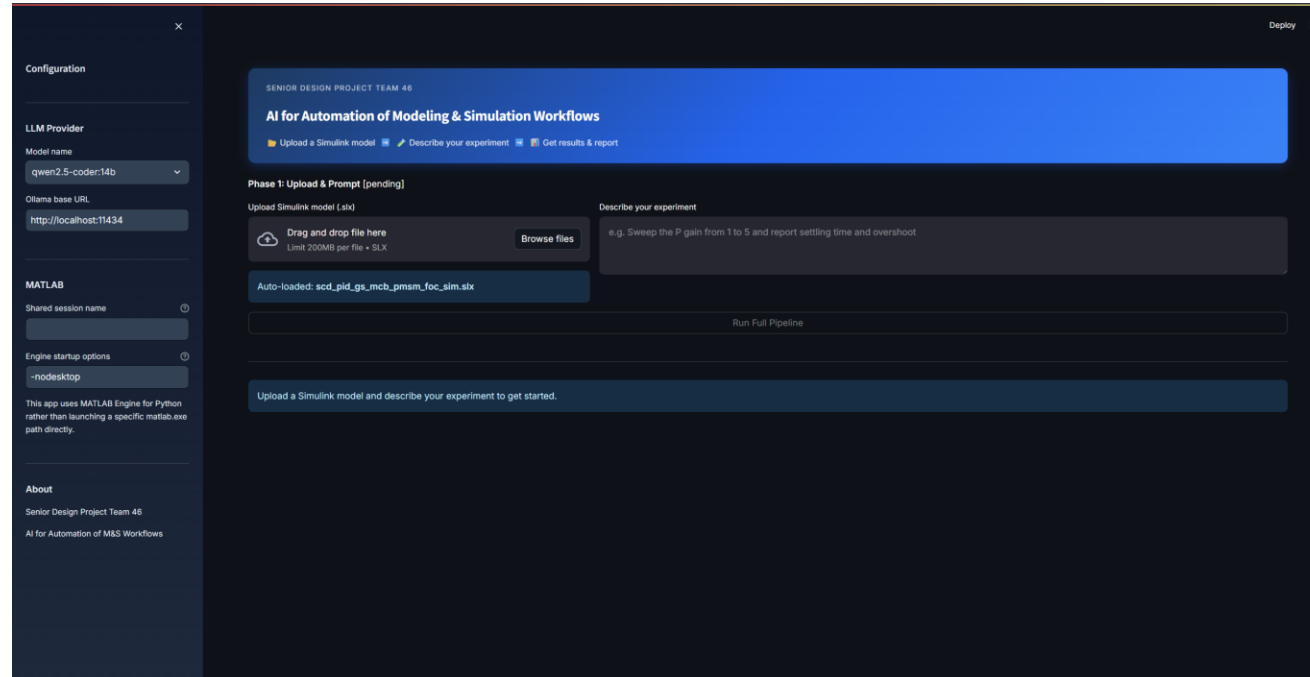 Deploy
Configuration
LLM Provider
Model name
qwen2.5-coder:14b
Ollama base URL
http://localhost:11434
MATLAB
Shared session name
Engine startup options
-nodesktop
This app uses MATLAB Engine for Python
rather than launching a specific matlab.exe
path directly.
About
Senior Design Project Team 46
AI for Automation of M&S Workflows
SENIOR DESIGN PROJECT TEAM 46
AI for Automation of Modeling & Simulation Workflows
Upload a Simulink model Describe your experiment Get results & report
Phase 1: Upload & Prompt [pending]
Upload Simulink model (.slx)
Drag and drop file here
Limit 200MB per file • SLX
Browse files
Auto-loaded: scd_pid_gs_mcb_pmsm_foc_sim.slx
Describe your experiment
e.g. Sweep the P gain from 1 to 5 and report settling time and overshoot
Run Full Pipeline
Upload a Simulink model and describe your experiment to get started.